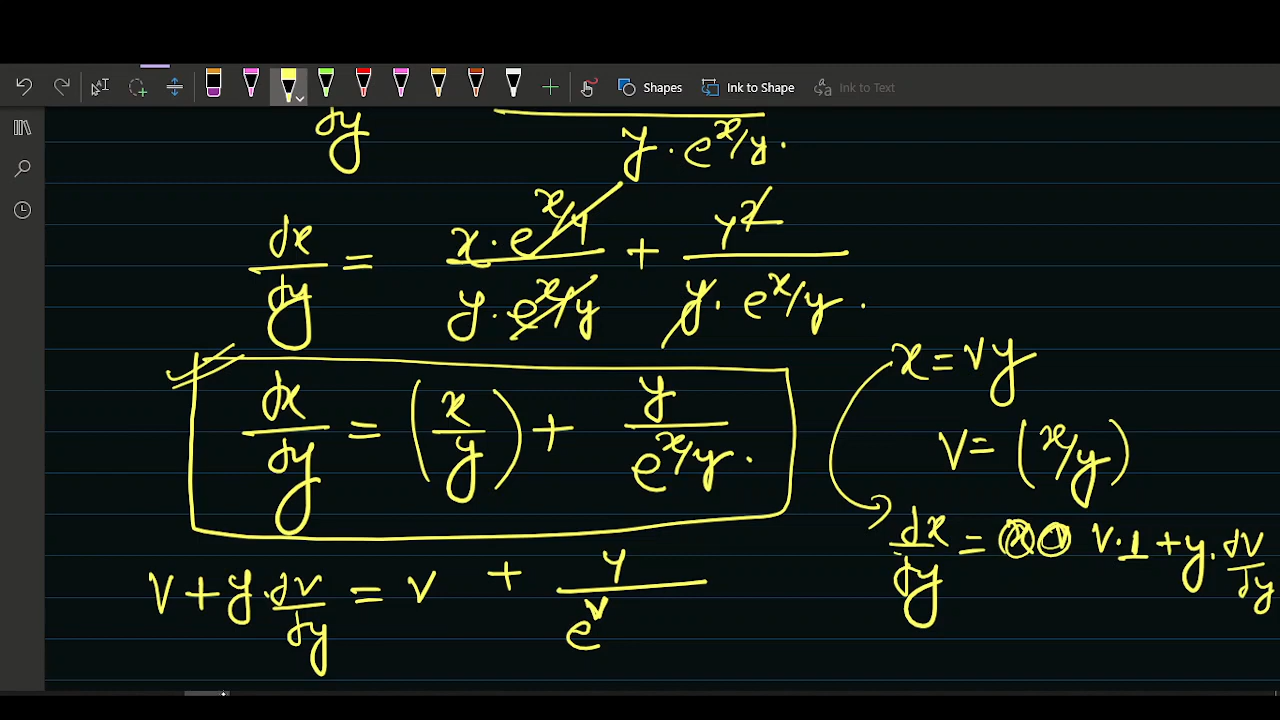 Shapes Ink to Shape Ink to Text
dy y · e^{x/y} .
dx/dy = x · e^{x/y} / y · e^{x/y} + y^2 / y · e^{x/y} .
x = vy
dx/dy = (x/y) + y / e^{x/y} .
v = (x/y)
dx/dy = v · 1 + y · dv/dy
v + y · dv/dy = v + y / e^v